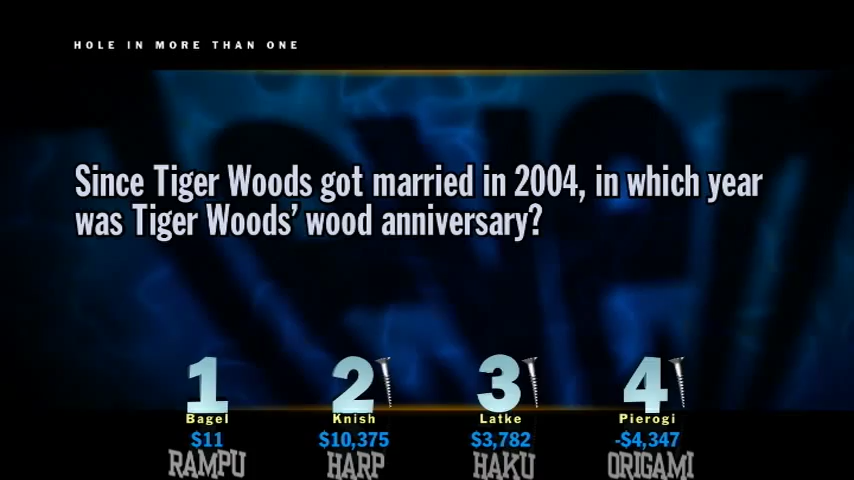 HOLE IN MORE THAN ONE
Since Tiger Woods got married in 2004, in which year
was Tiger Woods' wood anniversary?
1 2 3 4
Bagel Knish Latke Pierogi
$11 $10,375 $3,782 -$4,347
RAMPU HARP HAKU ORIGAMI